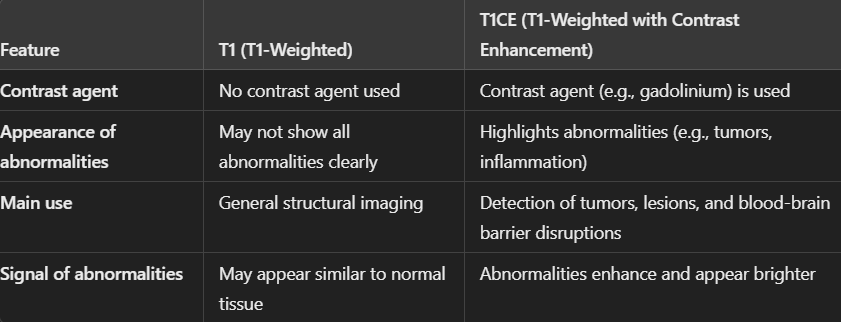 Feature
T1 (T1-Weighted)
T1CE (T1-Weighted with Contrast
Enhancement)
Contrast agent
No contrast agent used
Contrast agent (e.g., gadolinium) is used
Appearance of
abnormalities
May not show all
abnormalities clearly
Highlights abnormalities (e.g., tumors,
inflammation)
Main use
General structural imaging
Detection of tumors, lesions, and blood-brain
barrier disruptions
Signal of abnormalities
May appear similar to normal
tissue
Abnormalities enhance and appear brighter